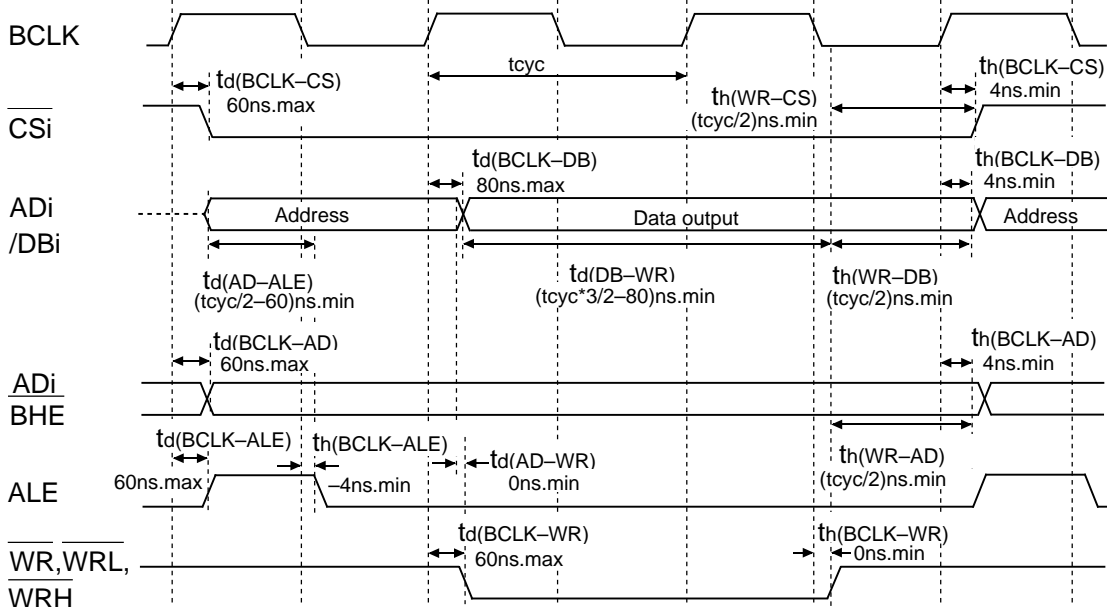 BCLK
tcyc
td(BCLK–CS)
60ns.max
th(WR–CS)
(tcyc/2)ns.min
th(BCLK–CS)
4ns.min
CSi
td(BCLK–DB)
80ns.max
th(BCLK–DB)
4ns.min
ADi
/DBi
Address
Data output
Address
td(AD–ALE)
(tcyc/2–60)ns.min
td(DB–WR)
(tcyc*3/2–80)ns.min
th(WR–DB)
(tcyc/2)ns.min
td(BCLK–AD)
60ns.max
th(BCLK–AD)
4ns.min
ADi
BHE
td(BCLK–ALE)
60ns.max
th(BCLK–ALE)
–4ns.min
td(AD–WR)
0ns.min
th(WR–AD)
(tcyc/2)ns.min
ALE
td(BCLK–WR)
60ns.max
th(BCLK–WR)
0ns.min
WR,WRL,
WRH